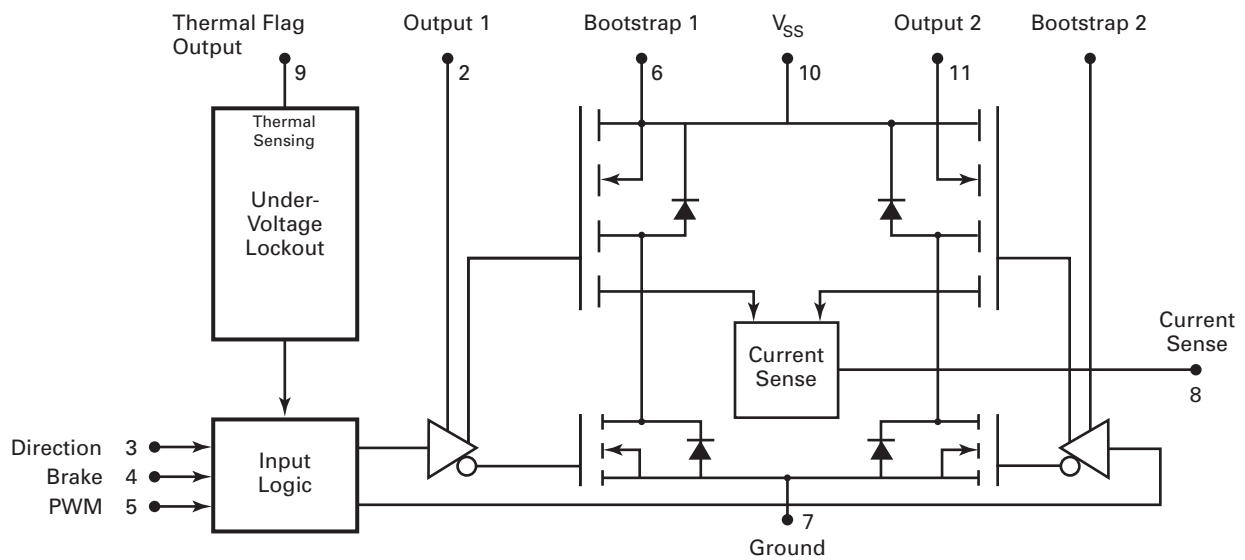 Thermal Flag
Output
Output 1
Bootstrap 1
VSS
Output 2
Bootstrap 2
9
2
6
10
11
Thermal
Sensing
Under-
Voltage
Lockout
Current
Sense
8
Current
Sense
Direction 3
Brake 4
PWM 5
Input
Logic
7
Ground